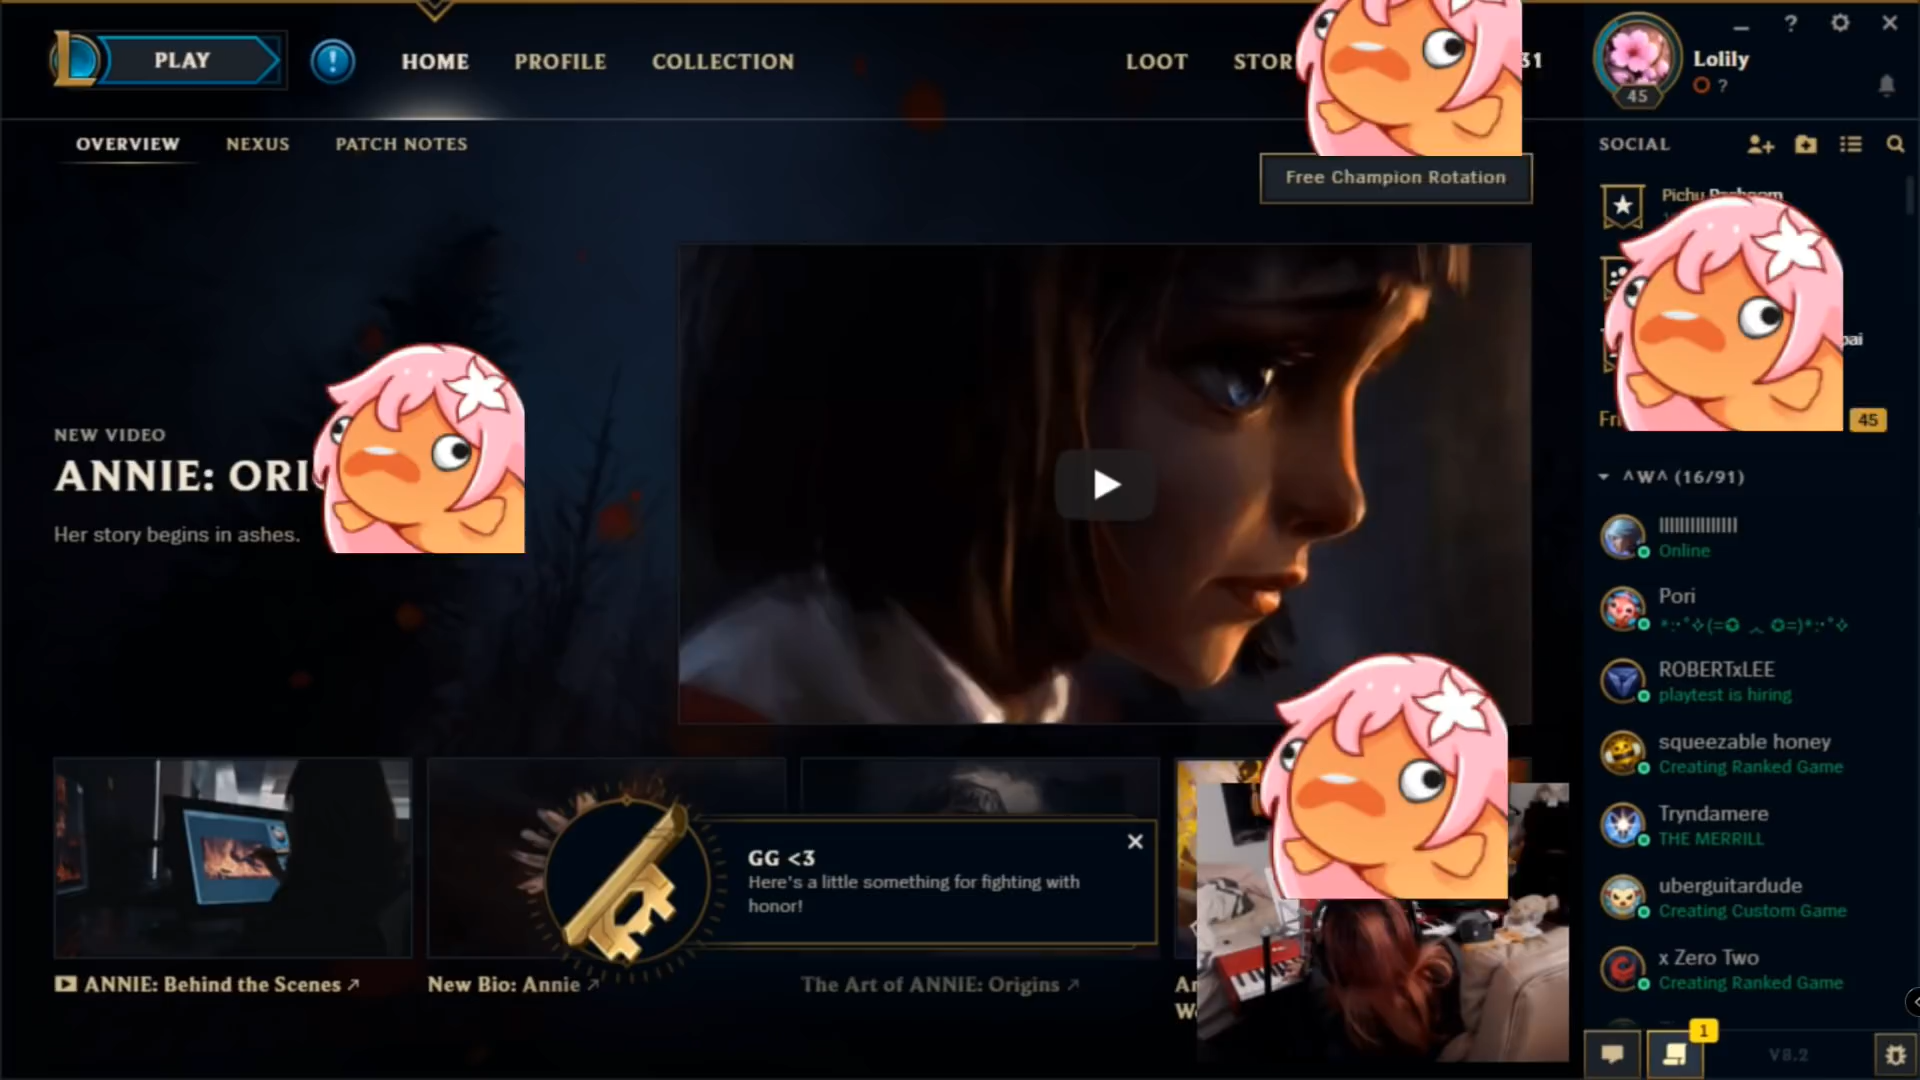 PLAY
HOME
PROFILE
COLLECTION
LOOT
STOR
31
Lolily
45
?
?
OVERVIEW
NEXUS
PATCH NOTES
SOCIAL
Free Champion Rotation
Pichu
NEW VIDEO
ANNIE: ORI
Her story begins in ashes.
45
^W^ (16/91)
llllllllllllll
Online
Pori
*:･ﾟ✧(=✪ ‿ ✪=)*:･ﾟ✧
ROBERTxLEE
playtest is hiring
squeezable honey
Creating Ranked Game
Tryndamere
THE MERRILL
uberguitardude
Creating Custom Game
x Zero Two
Creating Ranked Game
GG <3
Here's a little something for fighting with
honor!
ANNIE: Behind the Scenes ↗
New Bio: Annie ↗
The Art of ANNIE: Origins ↗
1
V8.2